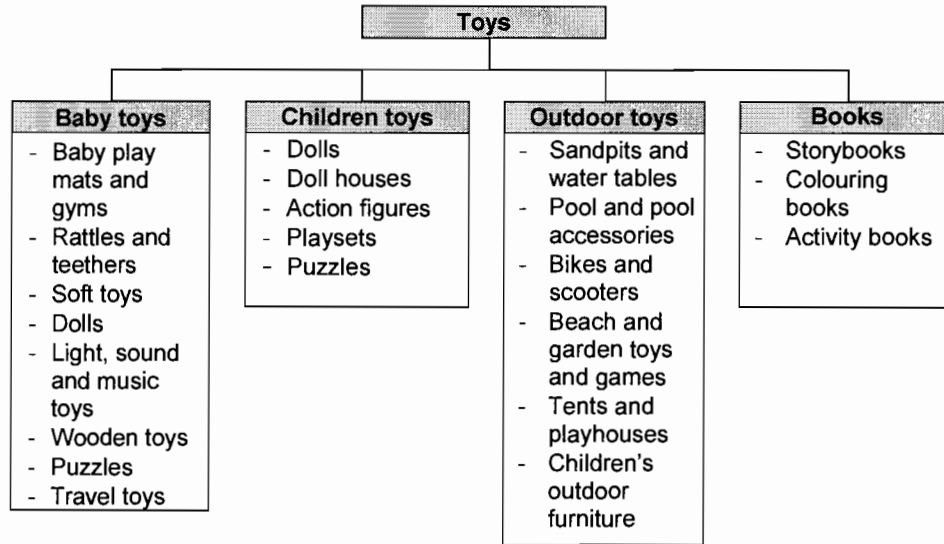 Toys
Baby toys
- Baby play
mats and
gyms
- Rattles and
teethers
- Soft toys
- Dolls
- Light, sound
and music
toys
- Wooden toys
- Puzzles
- Travel toys
Children toys
- Dolls
- Doll houses
- Action figures
- Playsets
- Puzzles
Outdoor toys
- Sandpits and
water tables
- Pool and pool
accessories
- Bikes and
scooters
- Beach and
garden toys
and games
- Tents and
playhouses
- Children's
outdoor
furniture
Books
- Storybooks
- Colouring
books
- Activity books